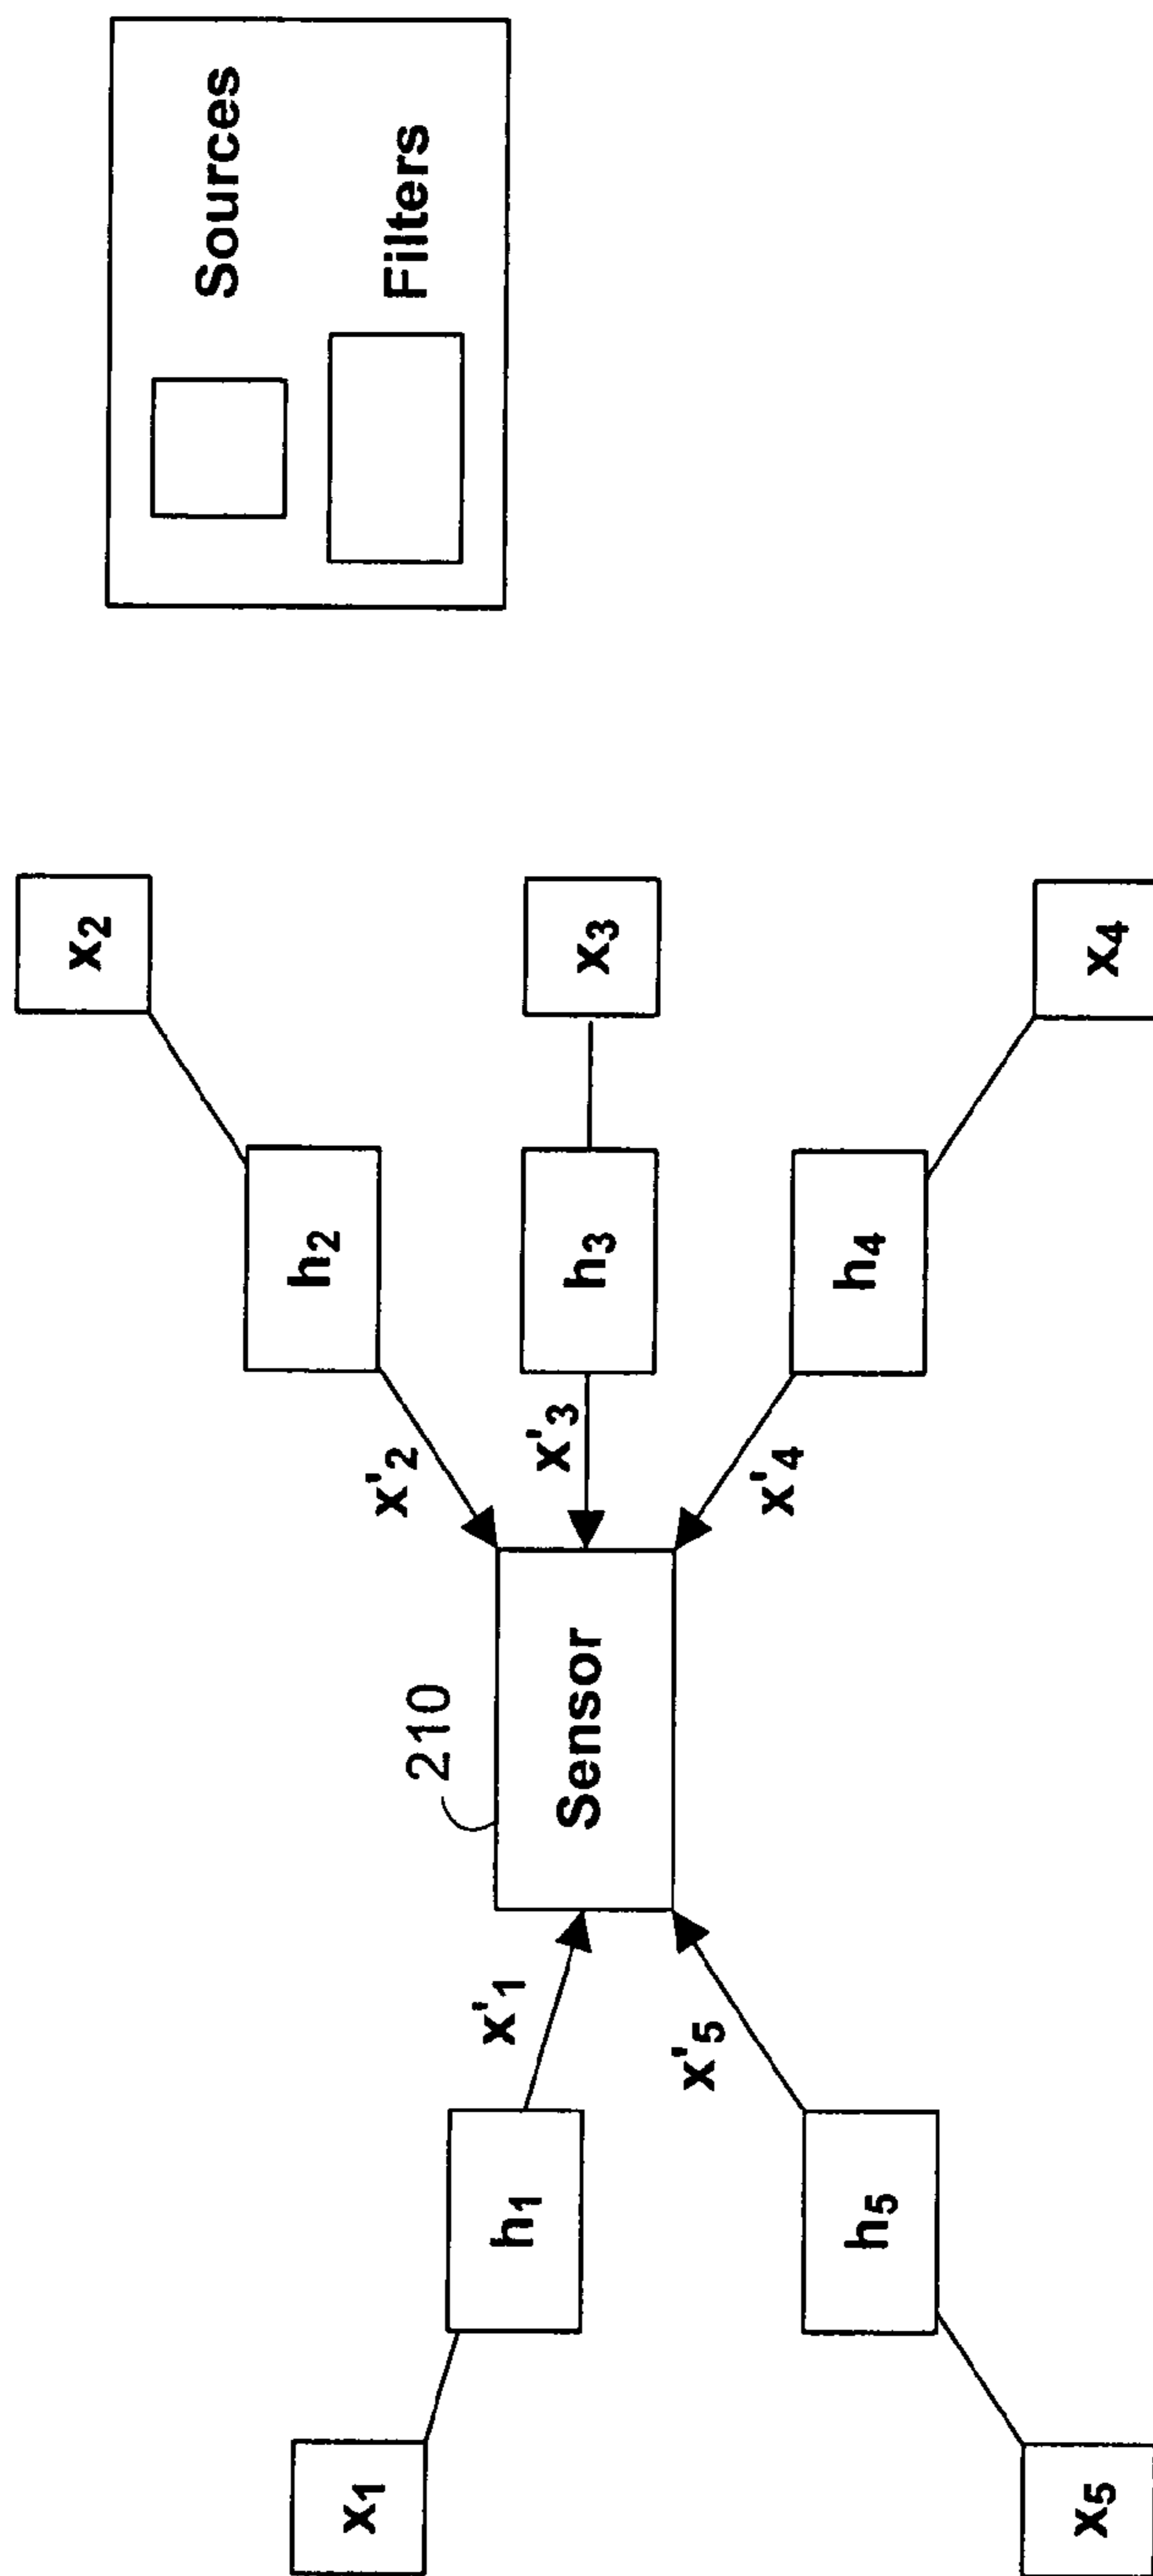 Sources
Filters
x2
h2
x'2
x3
h3
x'3
x4
h4
x'4
210
Sensor
x'1
h1
x1
x'5
h5
x5